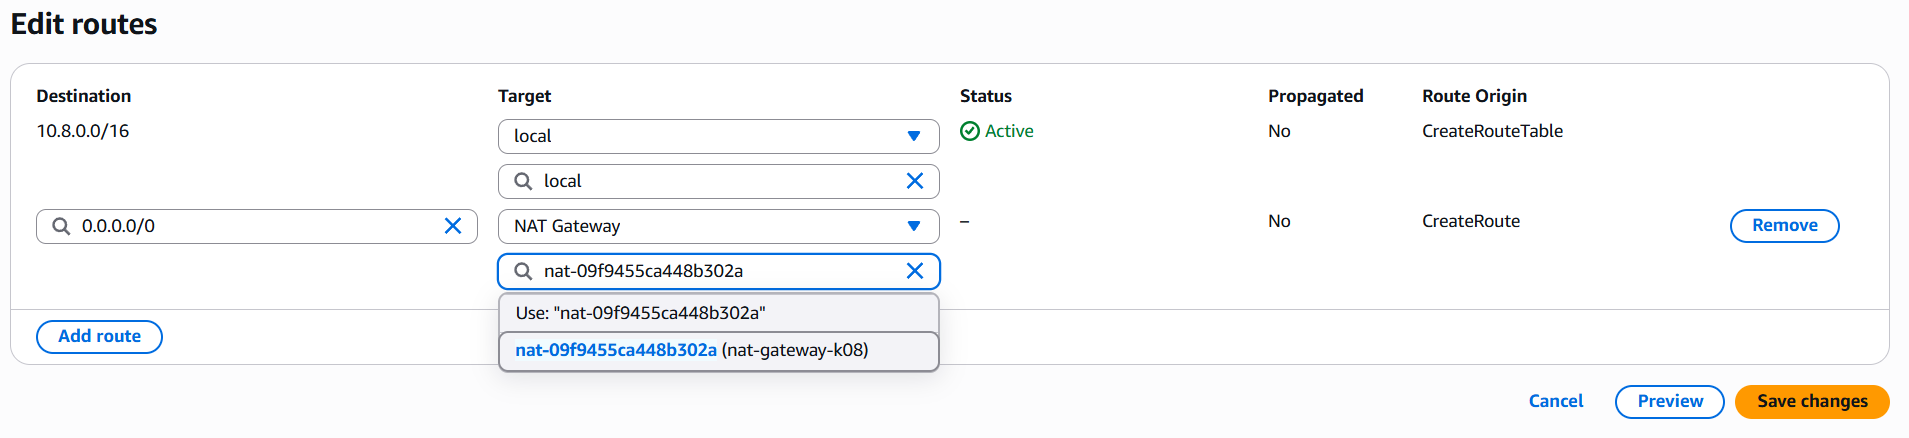 Edit routes
Destination Target Status Propagated Route Origin
10.8.0.0/16 local Active No CreateRouteTable
local
0.0.0.0/0 NAT Gateway – No CreateRoute Remove
nat-09f9455ca448b302a
Use: "nat-09f9455ca448b302a"
Add route
nat-09f9455ca448b302a (nat-gateway-k08)
Cancel Preview Save changes